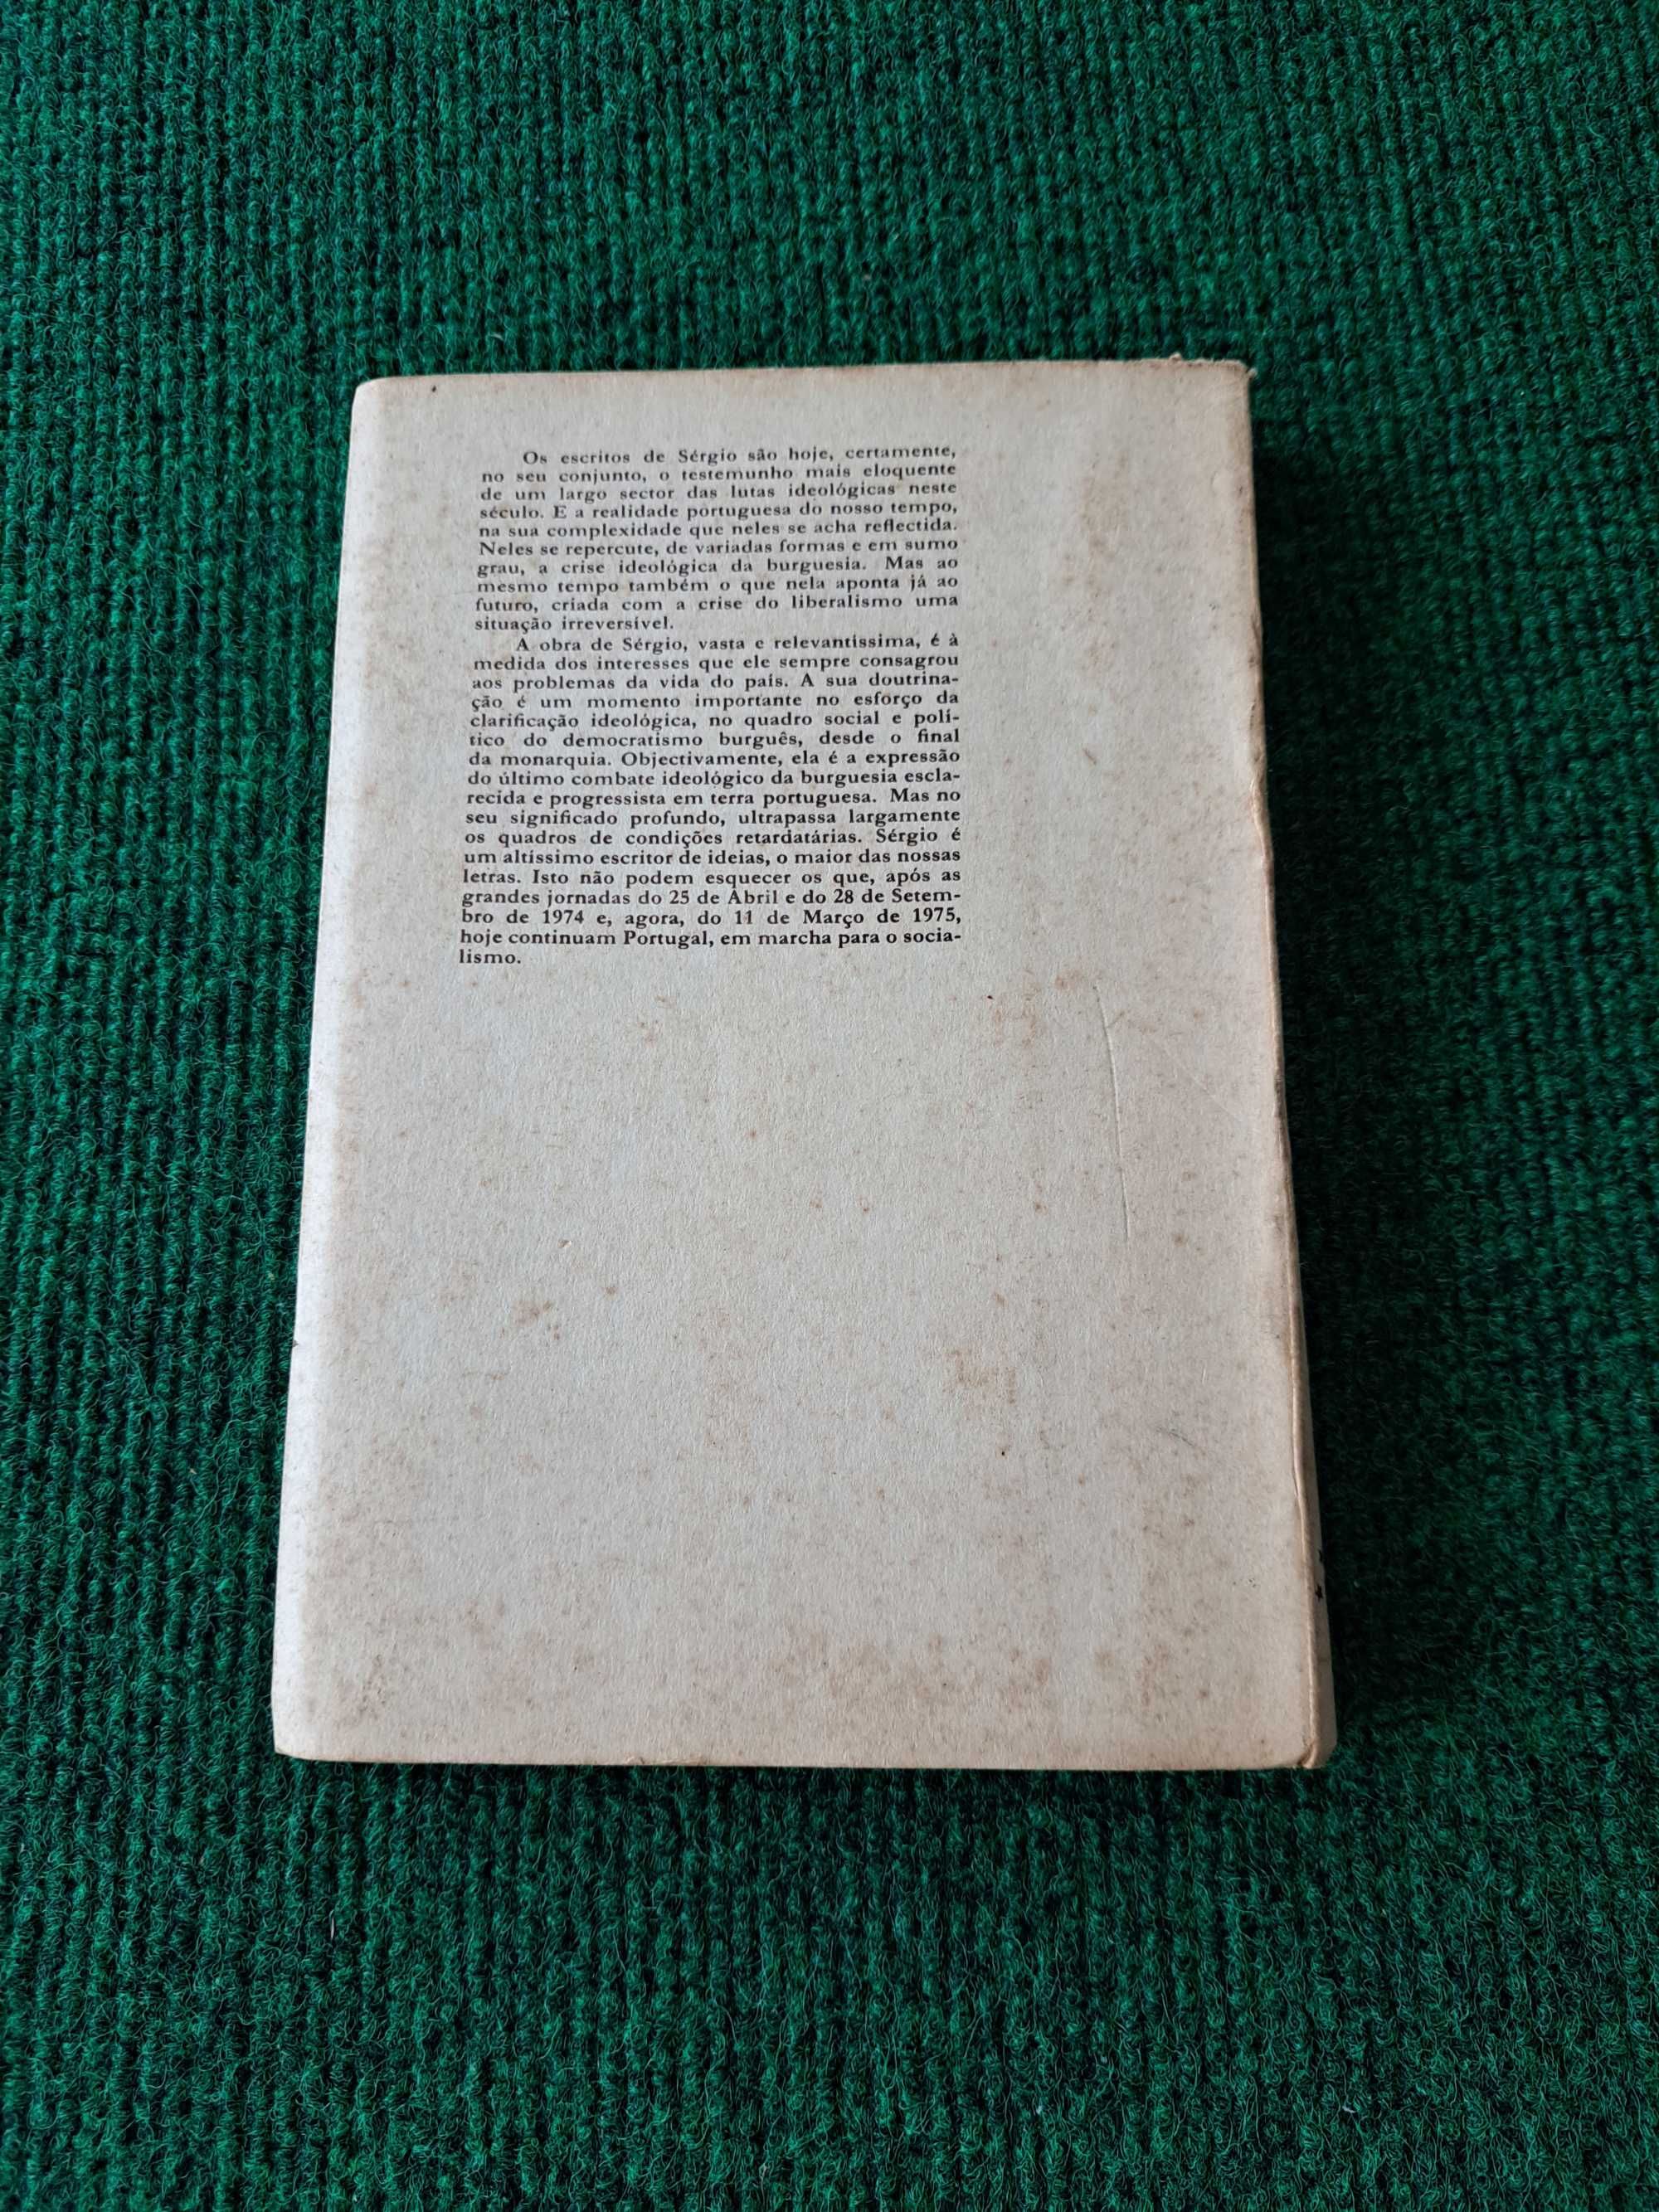 Os escritos de Sérgio são hoje, certamente,
no seu conjunto, o testemunho mais eloquente
de um largo sector das lutas ideológicas neste
século. E a realidade portuguesa do nosso tempo,
na sua complexidade que neles se acha reflectida.
Neles se repercute, de variadas formas e em sumo
grau, a crise ideológica da burguesia. Mas ao
mesmo tempo também o que nela aponta já ao
futuro, criada com a crise do liberalismo uma
situação irreversível.
A obra de Sérgio, vasta e relevantíssima, é à
medida dos interesses que ele sempre consagrou
aos problemas da vida do país. A sua doutrina-
ção é um momento importante no esforço da
clarificação ideológica, no quadro social e polí-
tico do democratismo burguês, desde o final
da monarquia. Objectivamente, ela é a expressão
do último combate ideológico da burguesia escla-
recida e progressista em terra portuguesa. Mas no
seu significado profundo, ultrapassa largamente
os quadros de condições retardatárias. Sérgio é
um altíssimo escritor de ideias, o maior das nossas
letras. Isto não podem esquecer os que, após as
grandes jornadas do 25 de Abril e do 28 de Setem-
bro de 1974 e, agora, do 11 de Março de 1975,
hoje continuam Portugal, em marcha para o socia-
lismo.